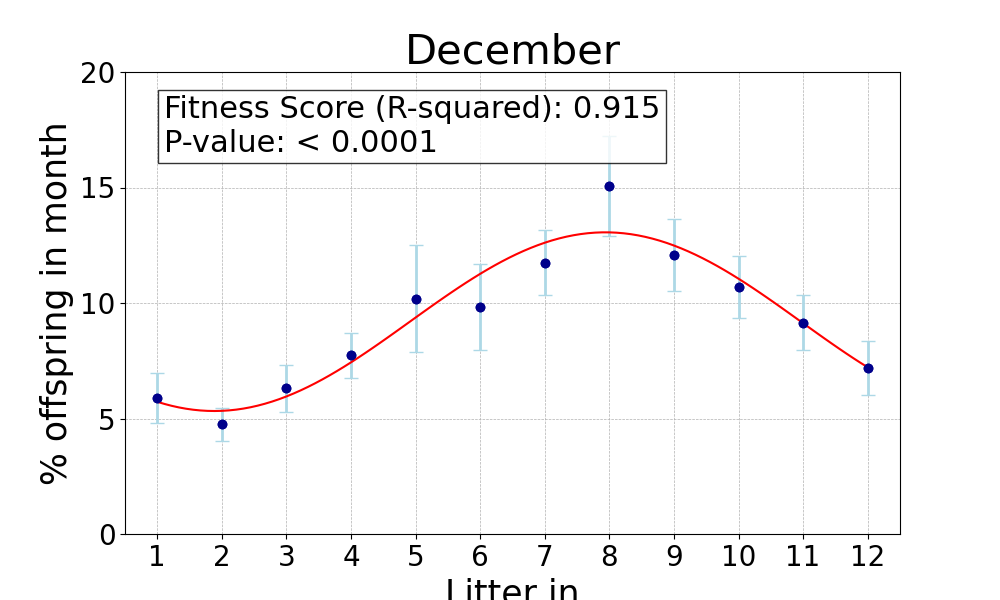 December
Fitness Score (R-squared): 0.915
P-value: < 0.0001
% offspring in month
20
15
10
5
0
1 2 3 4 5 6 7 8 9 10 11 12
Litter in